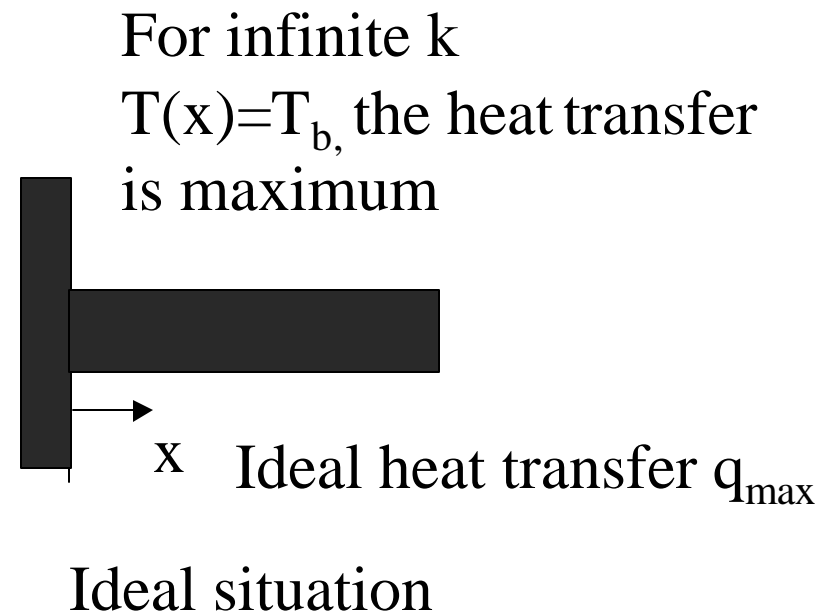 For infinite k
T(x)=Tb, the heat transfer
is maximum
x
Ideal heat transfer qmax
Ideal situation